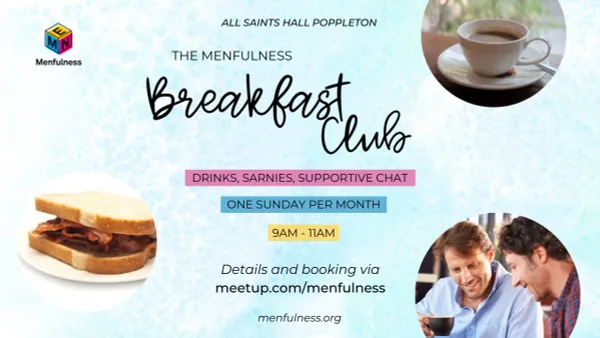 ALL SAINTS HALL POPPLETON
MEN
Menfulness
THE MENFULNESS
Breakfast
Club
DRINKS, SARNIES, SUPPORTIVE CHAT
ONE SUNDAY PER MONTH
9AM - 11AM
Details and booking via
meetup.com/menfulness
menfulness.org